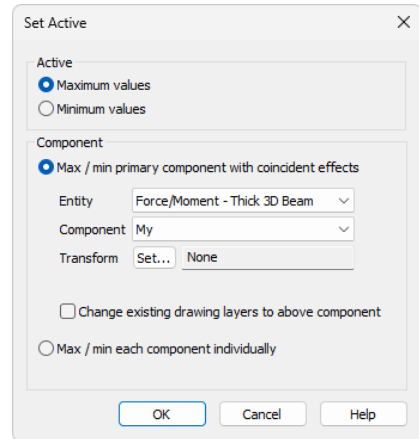 Set Active
Active
Maximum values
Minimum values
Component
Max / min primary component with coincident effects
Entity Force/Moment - Thick 3D Beam
Component My
Transform Set... None
Change existing drawing layers to above component
Max / min each component individually
OK Cancel Help